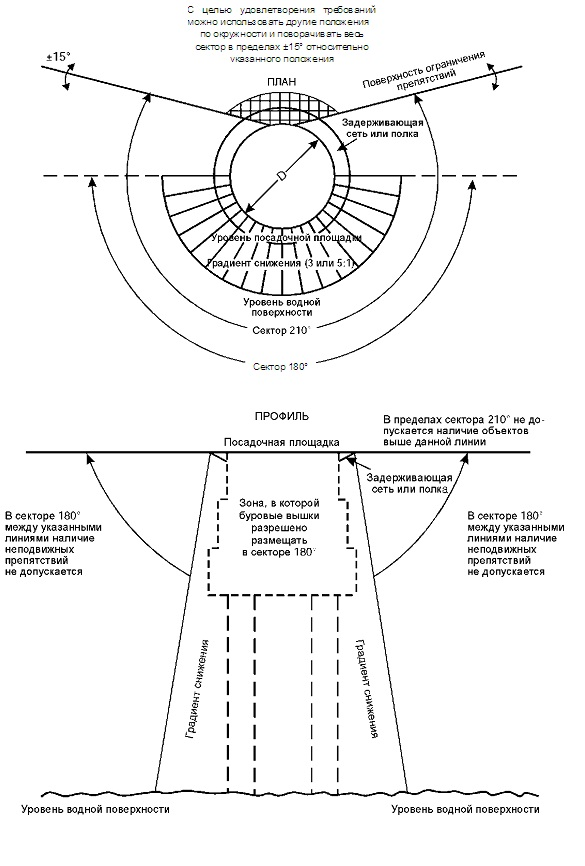 С целью удовлетворения требований
можно использовать другие положения
по окружности и поворачивать весь
сектор в пределах ±15° относительно
указанного положения
±15°
ПЛАН
Поверхность ограничения
препятствий
Задерживающая
сеть или полка
D
Уровень посадочной площадки
Градиент снижения (3 или 5:1)
Уровень водной
поверхности
Сектор 210°
Сектор 180°
ПРОФИЛЬ
В пределах сектора 210° не до-
пускается наличие объектов
выше данной линии
Посадочная площадка
Задерживающая
сеть или полка
Зона, в которой
буровые вышки
разрешено
размещать
в секторе 180°
В секторе 180°
между указанными
линиями наличие
неподвижных
препятствий
не допускается
В секторе 180°
между указанными
линиями наличие
неподвижных
препятствий
не допускается
Градиент снижения
Градиент снижения
Уровень водной поверхности
Уровень водной поверхности